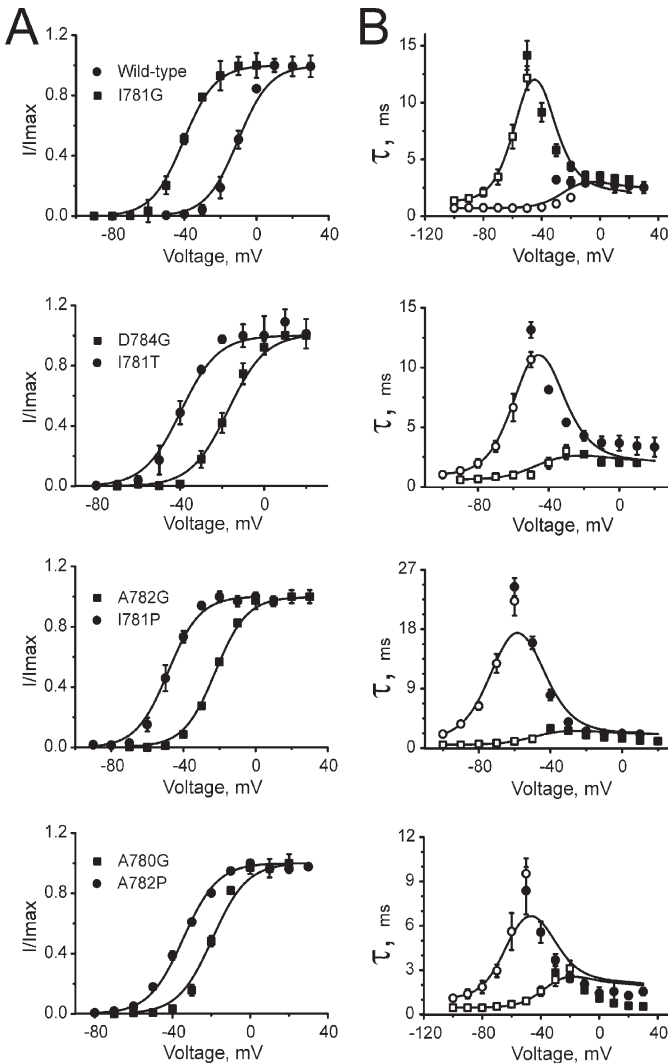 A
B
1.2
0.8
0.4
0.0
I/Imax
Wild-type
I781G
-80
-40
0
40
Voltage, mV
15
10
5
0
τ, ms
-120
-80
-40
0
40
Voltage, mV
1.2
0.8
0.4
0.0
I/Imax
D784G
I781T
-80
-40
0
Voltage, mV
15
10
5
0
τ, ms
-80
-40
0
Voltage, mV
1.2
0.8
0.4
0.0
I/Imax
A782G
I781P
-80
-40
0
40
Voltage, mV
27
18
9
0
τ, ms
-80
-40
0
Voltage, mV
1.2
0.8
0.4
0.0
I/Imax
A780G
A782P
-80
-40
0
40
Voltage, mV
12
9
6
3
0
τ, ms
-120
-80
-40
0
40
Voltage, mV